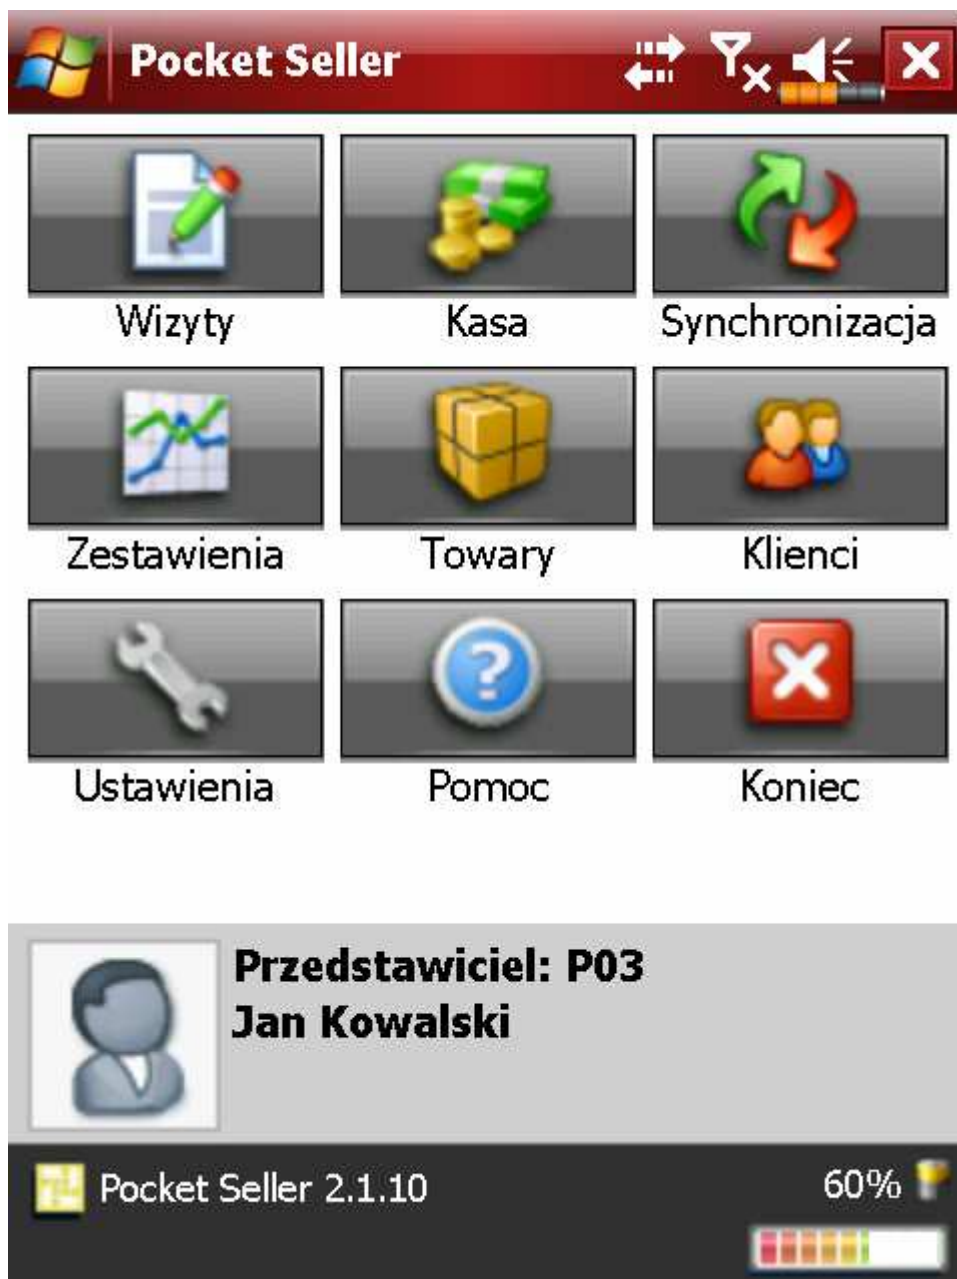 Pocket Seller
Wizyty Kasa Synchronizacja
Zestawienia Towary Klienci
Ustawienia Pomoc Koniec
Przedstawiciel: P03
Jan Kowalski
Pocket Seller 2.1.10 60%